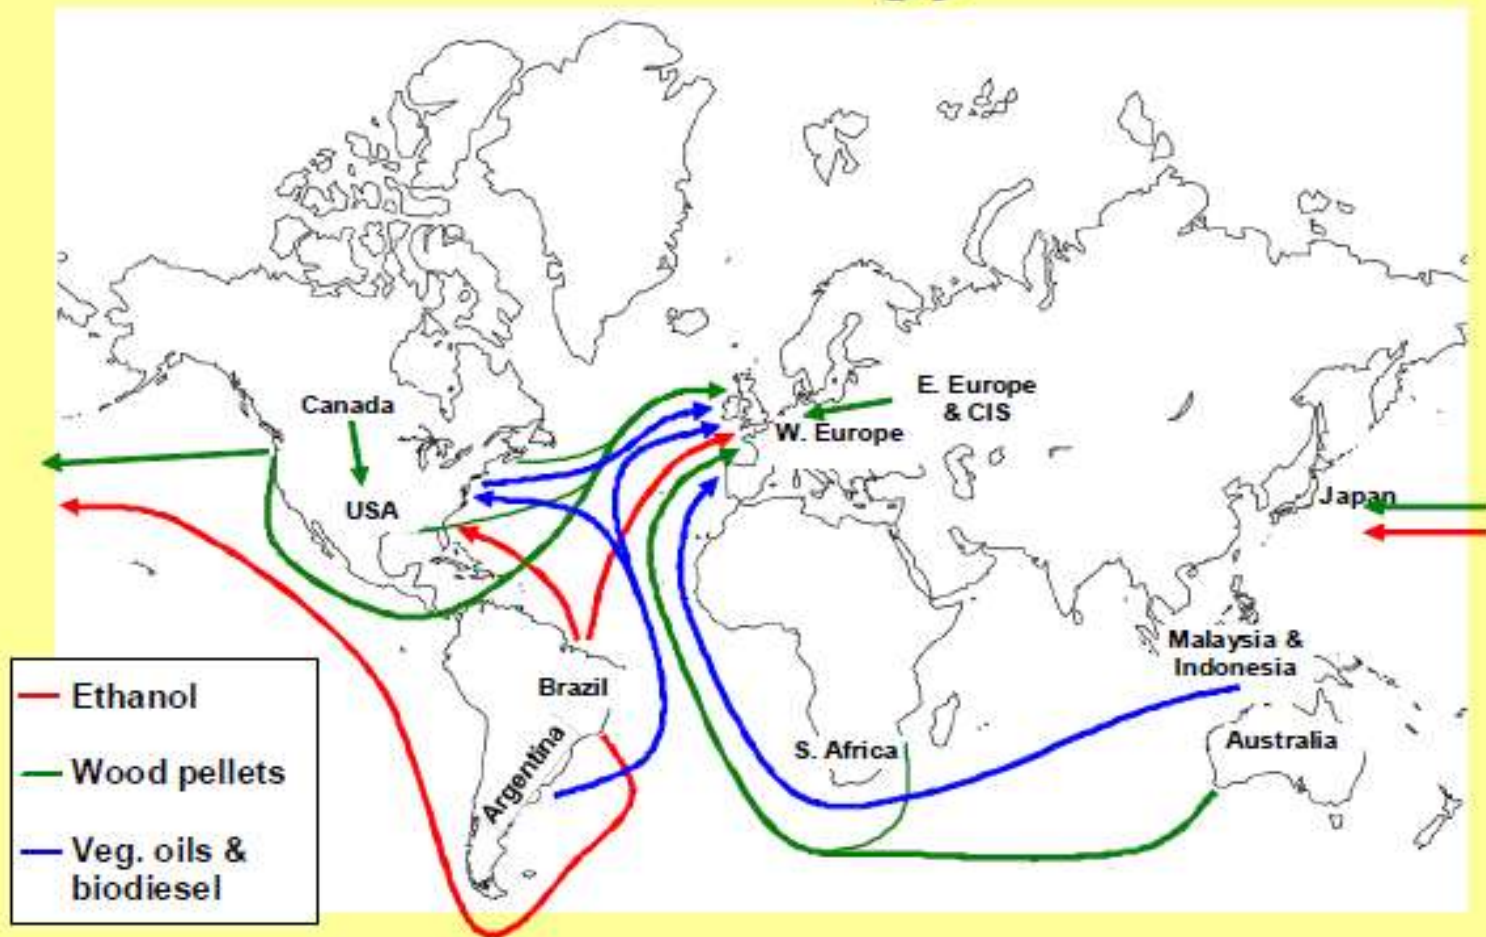 Canada
E. Europe
& CIS
W. Europe
USA
Japan
Malaysia &
Indonesia
Brazil
Argentina
S. Africa
Australia
Ethanol
Wood pellets
Veg. oils &
biodiesel